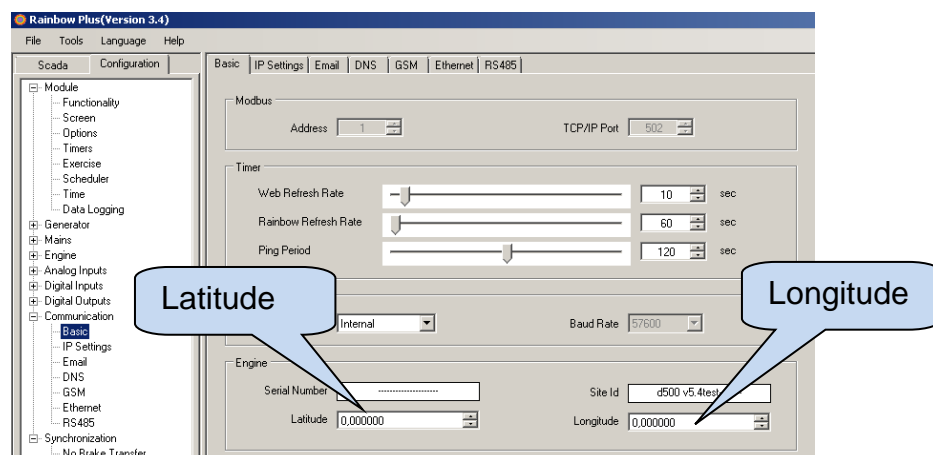 Rainbow Plus(Version 3.4)
File Tools Language Help
Scada Configuration
Basic IP Settings Email DNS GSM Ethernet RS485
Module
Functionality
Screen
Options
Timers
Exercise
Scheduler
Time
Data Logging
Generator
Mains
Engine
Analog Inputs
Digital Inputs
Digital Outputs
Communication
Basic
IP Settings
Email
DNS
GSM
Ethernet
RS485
Synchronization
No Brake Transfer
Modbus
Address 1 TCP/IP Port 502
Timer
Web Refresh Rate 10 sec
Rainbow Refresh Rate 60 sec
Ping Period 120 sec
Latitude
Longitude
Internal Baud Rate 57600
Engine
Serial Number -------------------- Site Id d500 v5.4test
Latitude 0,000000 Longitude 0,000000